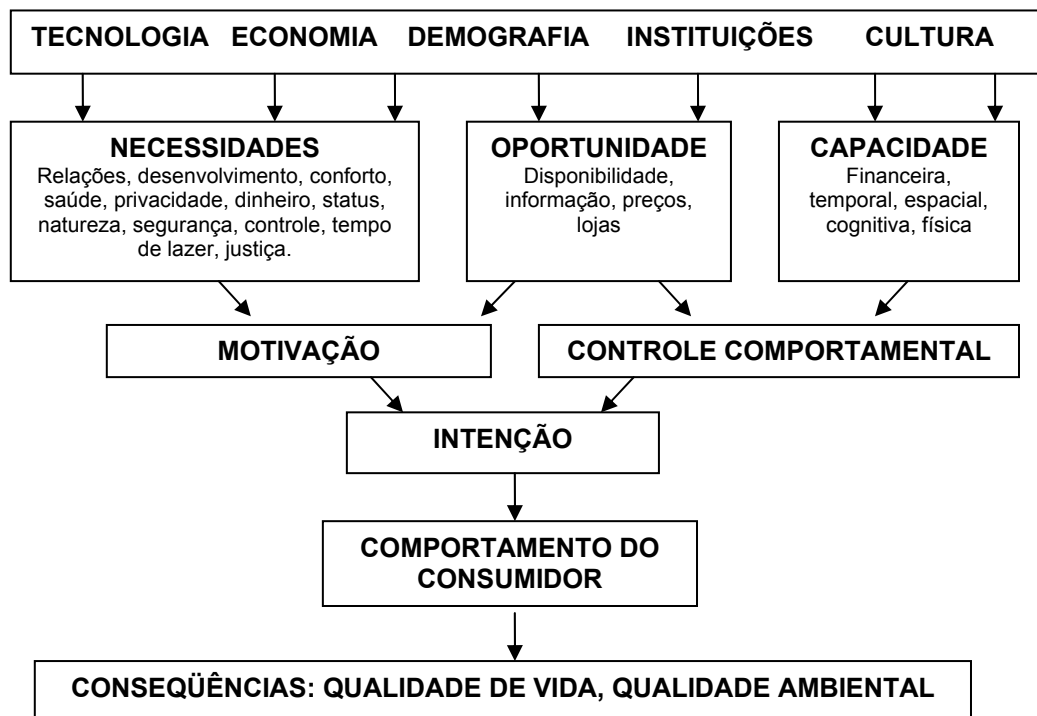 TECNOLOGIA ECONOMIA DEMOGRAFIA INSTITUIÇÕES CULTURA
NECESSIDADES
Relações, desenvolvimento, conforto,
saúde, privacidade, dinheiro, status,
natureza, segurança, controle, tempo
de lazer, justiça.
OPORTUNIDADE
Disponibilidade,
informação, preços,
lojas
CAPACIDADE
Financeira,
temporal, espacial,
cognitiva, física
MOTIVAÇÃO
CONTROLE COMPORTAMENTAL
INTENÇÃO
COMPORTAMENTO DO
CONSUMIDOR
CONSEQÜÊNCIAS: QUALIDADE DE VIDA, QUALIDADE AMBIENTAL